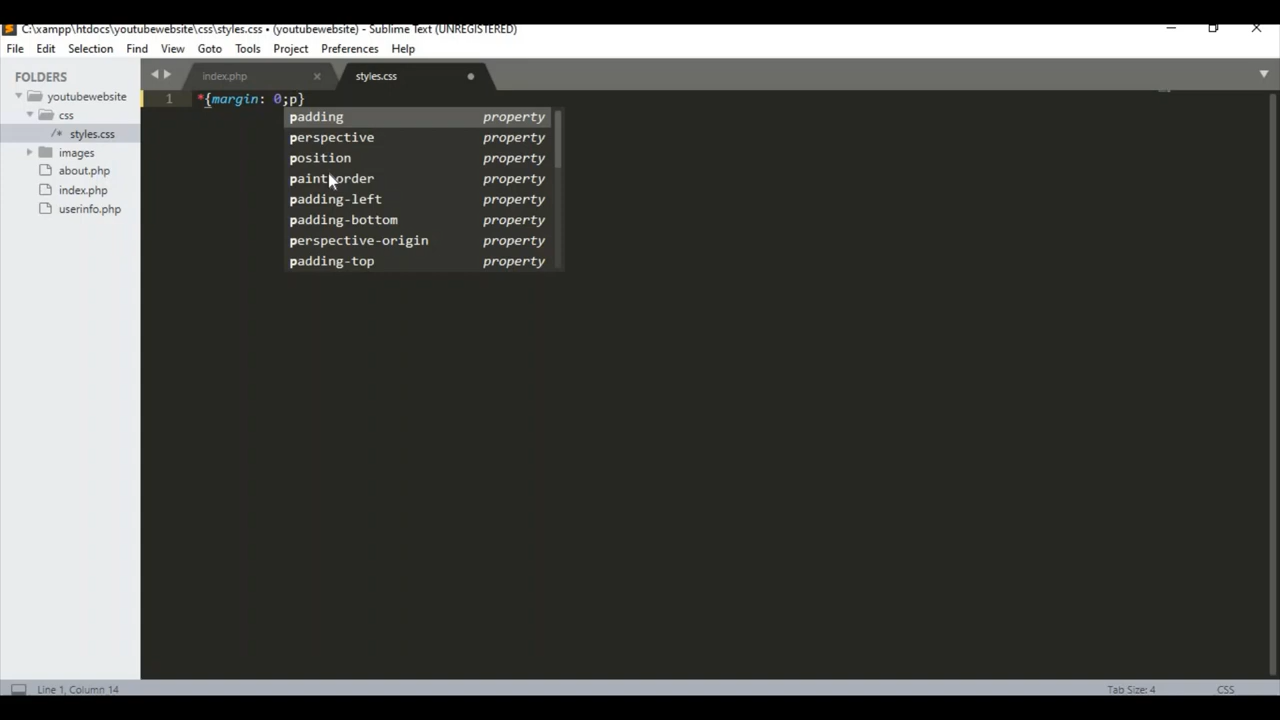 C:\xampp\htdocs\youtubewebsite\css\styles.css • (youtubewebsite) - Sublime Text (UNREGISTERED)
File Edit Selection Find View Goto Tools Project Preferences Help
FOLDERS
youtubewebsite
css
/* styles.css
images
about.php
index.php
userinfo.php
index.php × styles.css
1 *{margin: 0;p}
padding property
perspective property
position property
paint-order property
padding-left property
padding-bottom property
perspective-origin property
padding-top property
Line 1, Column 14 Tab Size: 4 CSS